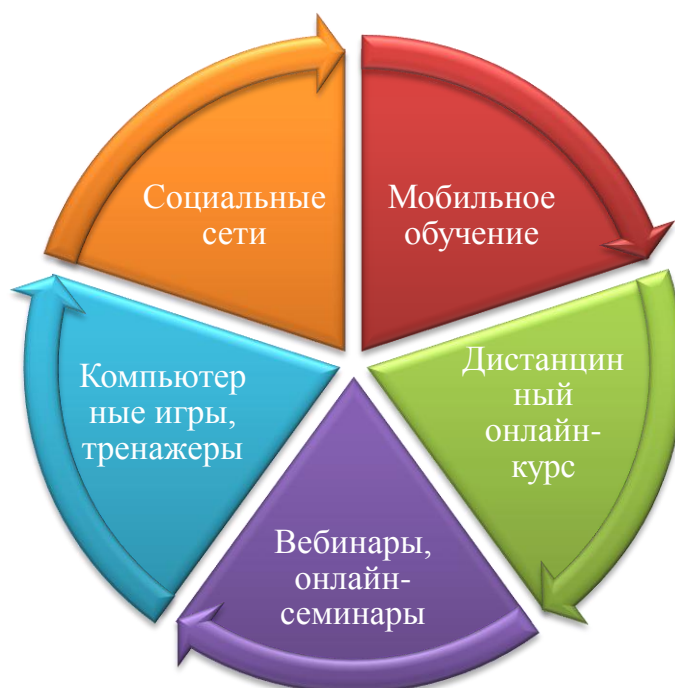 Социальные
сети
Мобильное
обучение
Дистанцин
ный
онлайн-
курс
Вебинары,
онлайн-
семинары
Компьютер
ные игры,
тренажеры